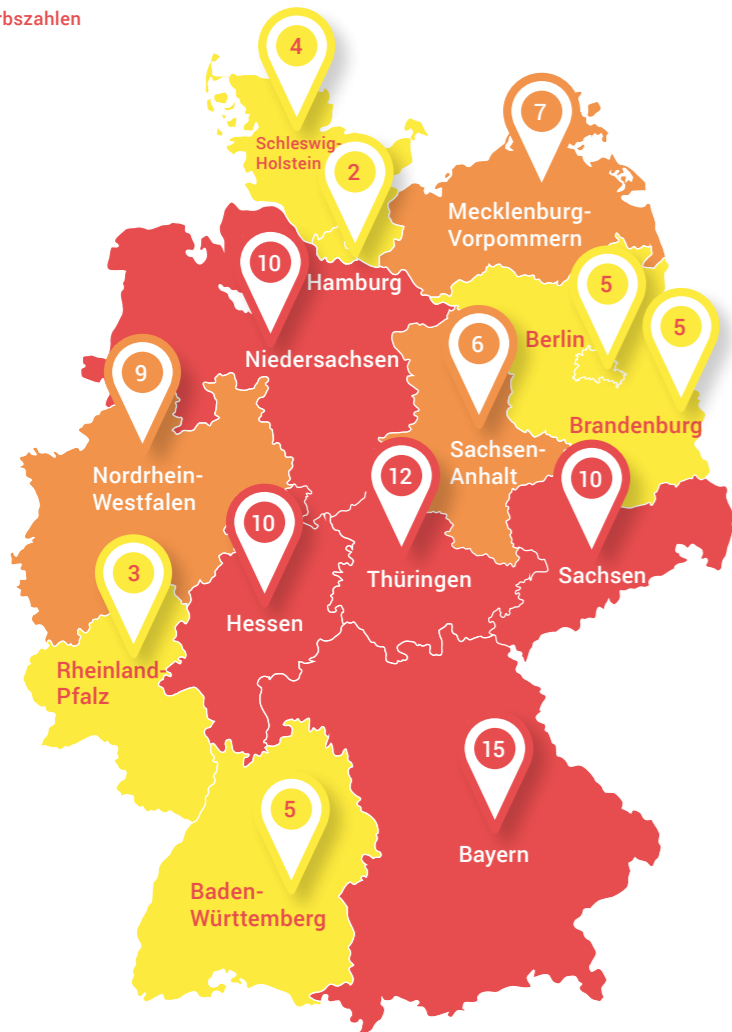 rbszahlen
4
Schleswig-
Holstein
2
7
Mecklenburg-
Vorpommern
10
Hamburg
Niedersachsen
5
Berlin
5
Brandenburg
6
Sachsen-
Anhalt
9
Nordrhein-
Westfalen
12
Thüringen
10
Sachsen
10
Hessen
3
Rheinland-
Pfalz
15
Bayern
5
Baden-
Württemberg